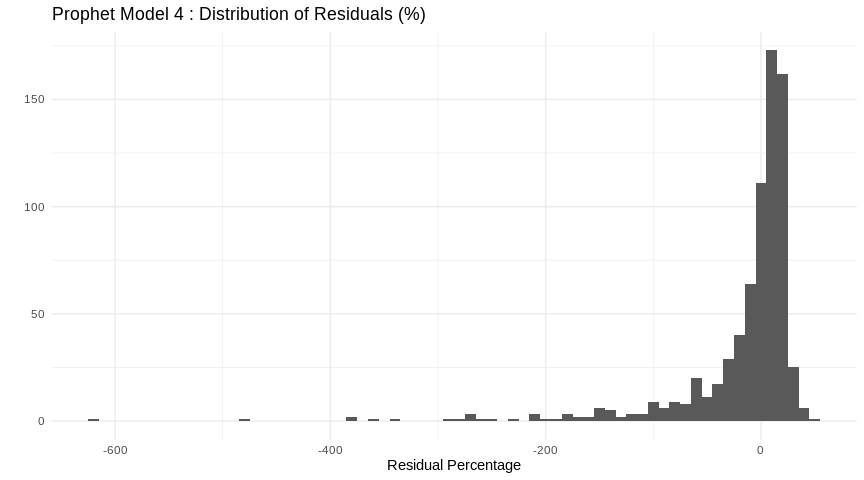 Prophet Model 4 : Distribution of Residuals (%)
150
100
50
0
-600 -400 -200 0
Residual Percentage